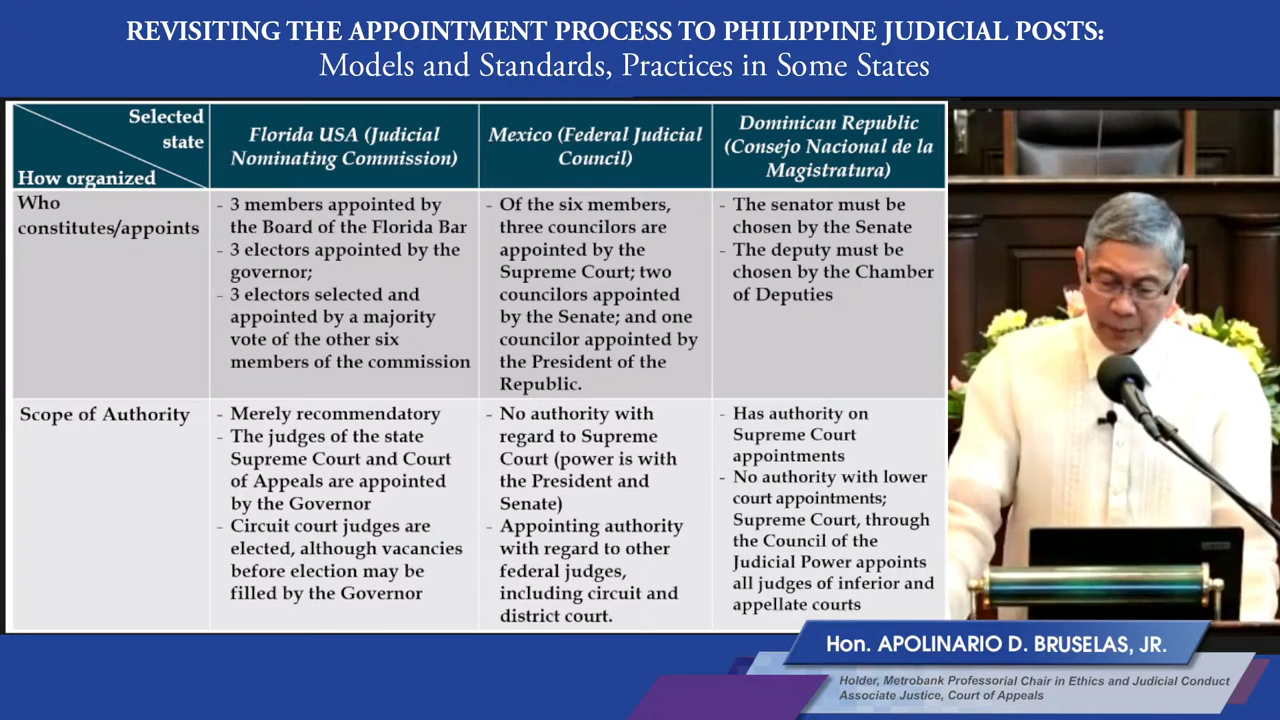 REVISITING THE APPOINTMENT PROCESS TO PHILIPPINE JUDICIAL POSTS:
Models and Standards, Practices in Some States
Selected
state
How organized
Florida USA (Judicial
Nominating Commission)
Mexico (Federal Judicial
Council)
Dominican Republic
(Consejo Nacional de la
Magistratura)
Who
constitutes/appoints
- 3 members appointed by
the Board of the Florida Bar
- 3 electors appointed by the
governor;
- 3 electors selected and
appointed by a majority
vote of the other six
members of the commission
- Of the six members,
three councilors are
appointed by the
Supreme Court; two
councilors appointed
by the Senate; and one
councilor appointed by
the President of the
Republic.
- The senator must be
chosen by the Senate
- The deputy must be
chosen by the Chamber
of Deputies
Scope of Authority
- Merely recommendatory
- The judges of the state
Supreme Court and Court
of Appeals are appointed
by the Governor
- Circuit court judges are
elected, although vacancies
before election may be
filled by the Governor
- No authority with
regard to Supreme
Court (power is with
the President and
Senate)
- Appointing authority
with regard to other
federal judges,
including circuit and
district court.
- Has authority on
Supreme Court
appointments
- No authority with lower
court appointments;
Supreme Court, through
the Council of the
Judicial Power appoints
all judges of inferior and
appellate courts
Hon. APOLINARIO D. BRUSELAS, JR.
Holder, Metrobank Professorial Chair in Ethics and Judicial Conduct
Associate Justice, Court of Appeals